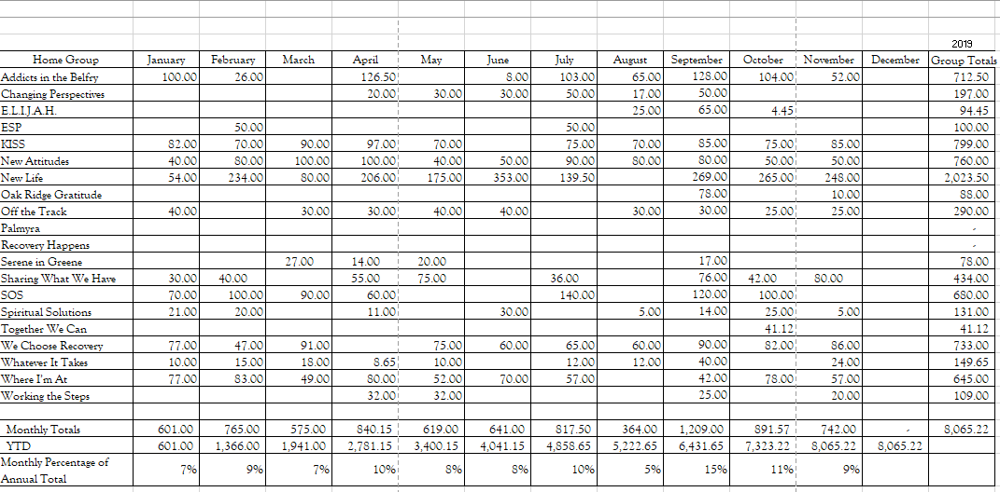 2019
Home Group January February March April May June July August September October November December Group Totals
Addicts in the Belfry 100.00 26.00 126.50 8.00 103.00 65.00 128.00 104.00 52.00 712.50
Changing Perspectives 20.00 30.00 30.00 50.00 17.00 50.00 197.00
E.L.I.J.A.H. 25.00 65.00 4.45 94.45
ESP 50.00 50.00 100.00
KISS 82.00 70.00 90.00 97.00 70.00 75.00 70.00 85.00 75.00 85.00 799.00
New Attitudes 40.00 80.00 100.00 100.00 40.00 50.00 90.00 80.00 80.00 50.00 50.00 760.00
New Life 54.00 234.00 80.00 206.00 175.00 353.00 139.50 269.00 265.00 248.00 2,023.50
Oak Ridge Gratitude 78.00 10.00 88.00
Off the Track 40.00 30.00 30.00 40.00 40.00 30.00 30.00 25.00 25.00 290.00
Palmyra -
Recovery Happens -
Serene in Greene 27.00 14.00 20.00 17.00 78.00
Sharing What We Have 30.00 40.00 55.00 75.00 36.00 76.00 42.00 80.00 434.00
SOS 70.00 100.00 90.00 60.00 140.00 120.00 100.00 680.00
Spiritual Solutions 21.00 20.00 11.00 30.00 5.00 14.00 25.00 5.00 131.00
Together We Can 41.12 41.12
We Choose Recovery 77.00 47.00 91.00 75.00 60.00 65.00 60.00 90.00 82.00 86.00 733.00
Whatever It Takes 10.00 15.00 18.00 8.65 10.00 12.00 12.00 40.00 24.00 149.65
Where I'm At 77.00 83.00 49.00 80.00 52.00 70.00 57.00 42.00 78.00 57.00 645.00
Working the Steps 32.00 32.00 25.00 20.00 109.00
Monthly Totals 601.00 765.00 575.00 840.15 619.00 641.00 817.50 364.00 1,209.00 891.57 742.00 - 8,065.22
YTD 601.00 1,366.00 1,941.00 2,781.15 3,400.15 4,041.15 4,858.65 5,222.65 6,431.65 7,323.22 8,065.22 8,065.22
Monthly Percentage of
Annual Total 7% 9% 7% 10% 8% 8% 10% 5% 15% 11% 9%